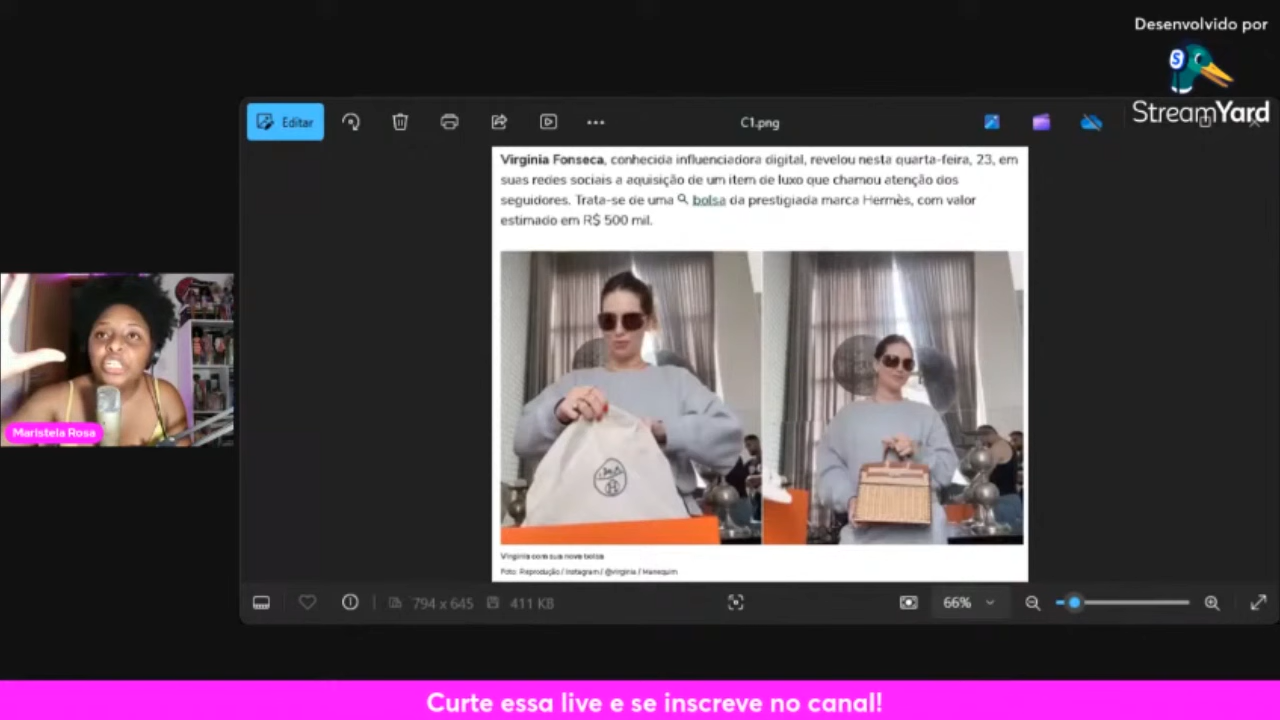 Desenvolvido por
StreamYard
Editar
C1.png
Virginia Fonseca, conhecida influenciadora digital, revelou nesta quarta-feira, 23, em
suas redes sociais a aquisição de um item de luxo que chamou atenção dos
seguidores. Trata-se de uma bolsa da prestigiada marca Hermès, com valor
estimado em R$ 500 mil.
Maristela Rosa
Virginia com sua nova bolsa
Foto: Reprodução / Instagram / @virginia / Manequim
794 x 645
411 KB
66%
Curte essa live e se inscreve no canal!